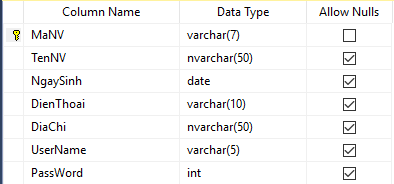 Column Name Data Type Allow Nulls
MaNV varchar(7)
TenNV nvarchar(50)
NgaySinh date
DienThoai varchar(10)
DiaChi nvarchar(50)
UserName varchar(5)
PassWord int